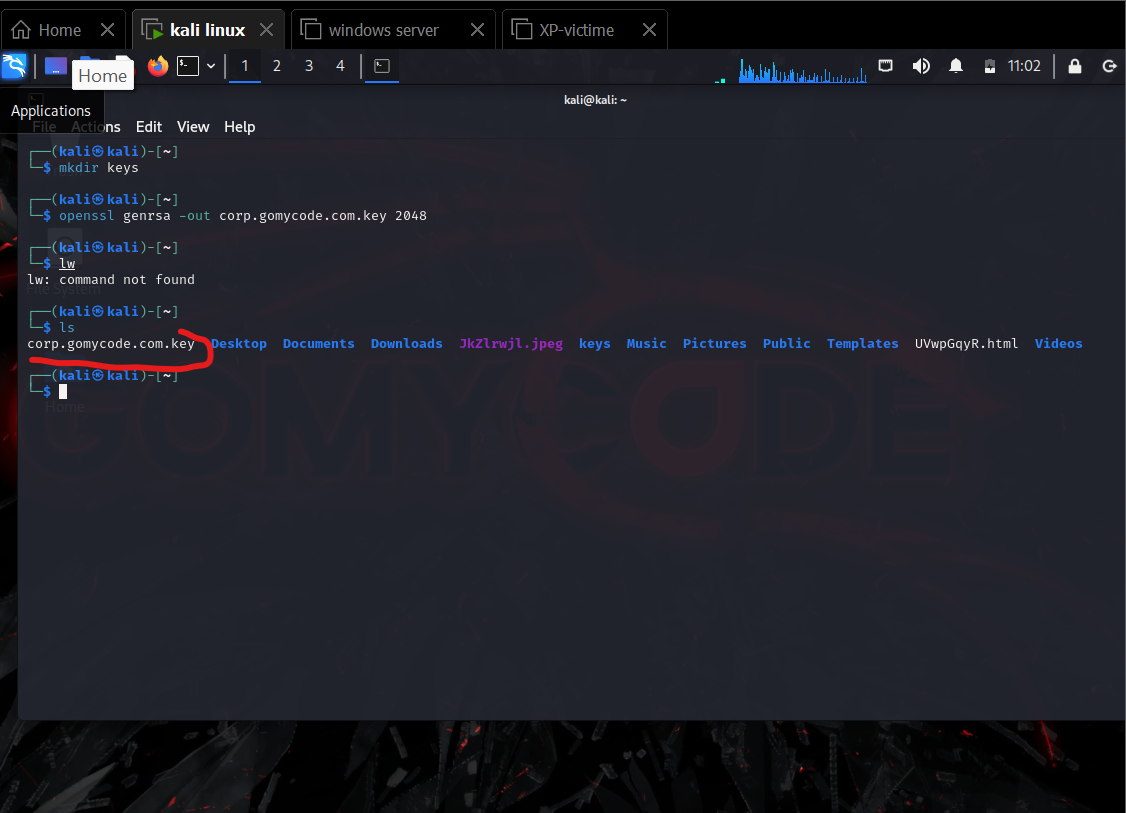 Home
kali linux
windows server
XP-victime
1 2 3 4
11:02
Home
Applications
kali@kali: ~
File Actions Edit View Help
┌──(kali㉿kali)-[~]
└─$ mkdir keys
┌──(kali㉿kali)-[~]
└─$ openssl genrsa -out corp.gomycode.com.key 2048
┌──(kali㉿kali)-[~]
└─$ lw
lw: command not found
File System
┌──(kali㉿kali)-[~]
└─$ ls
corp.gomycode.com.key Desktop Documents Downloads JkZlrwjl.jpeg keys Music Pictures Public Templates UVwpGqyR.html Videos
┌──(kali㉿kali)-[~]
└─$
Home
GOMYCODE